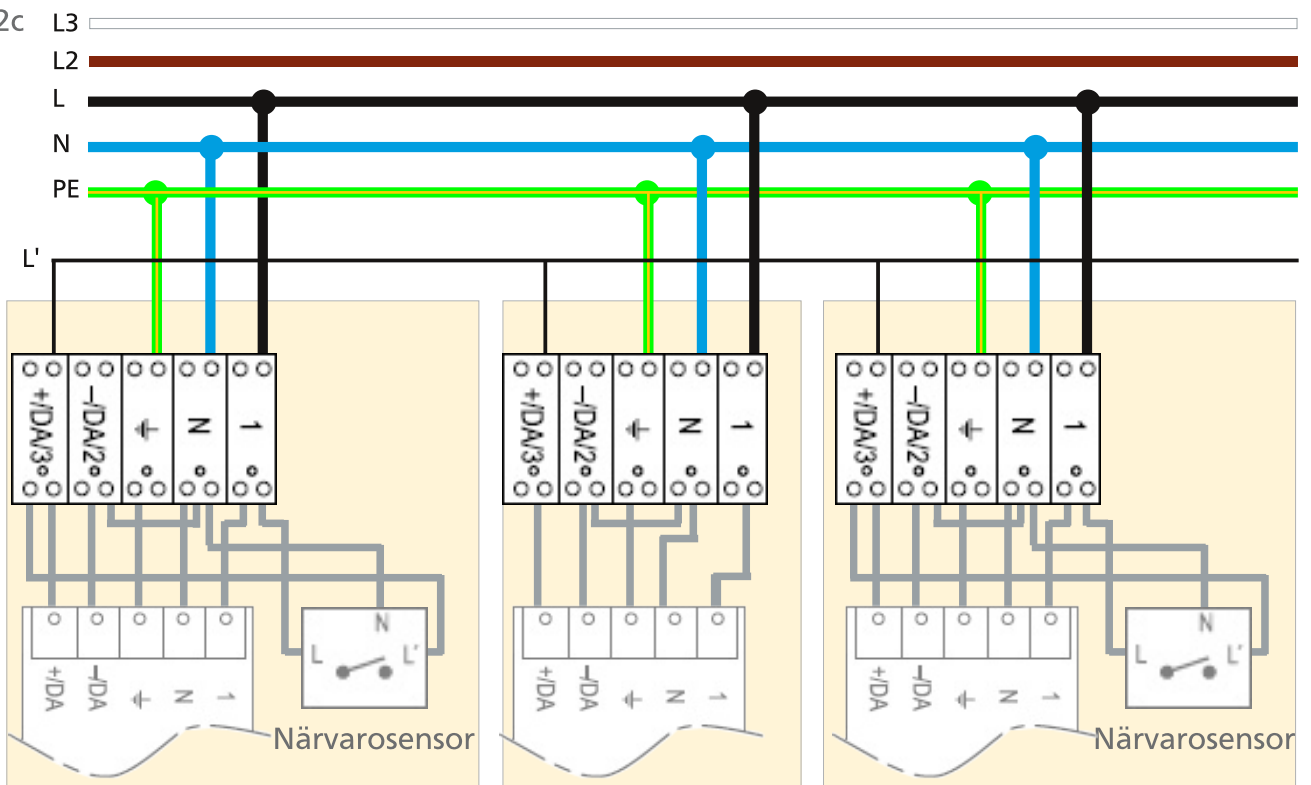 2c
L3
L2
L
N
PE
L'
+/DA/3 –/DA/2 N 1
+/DA/3 –/DA/2 N 1
+/DA/3 –/DA/2 N 1
N
L L'
N
L L'
+/DA –/DA N 1
+/DA –/DA N 1
+/DA –/DA N 1
Närvarosensor
Närvarosensor